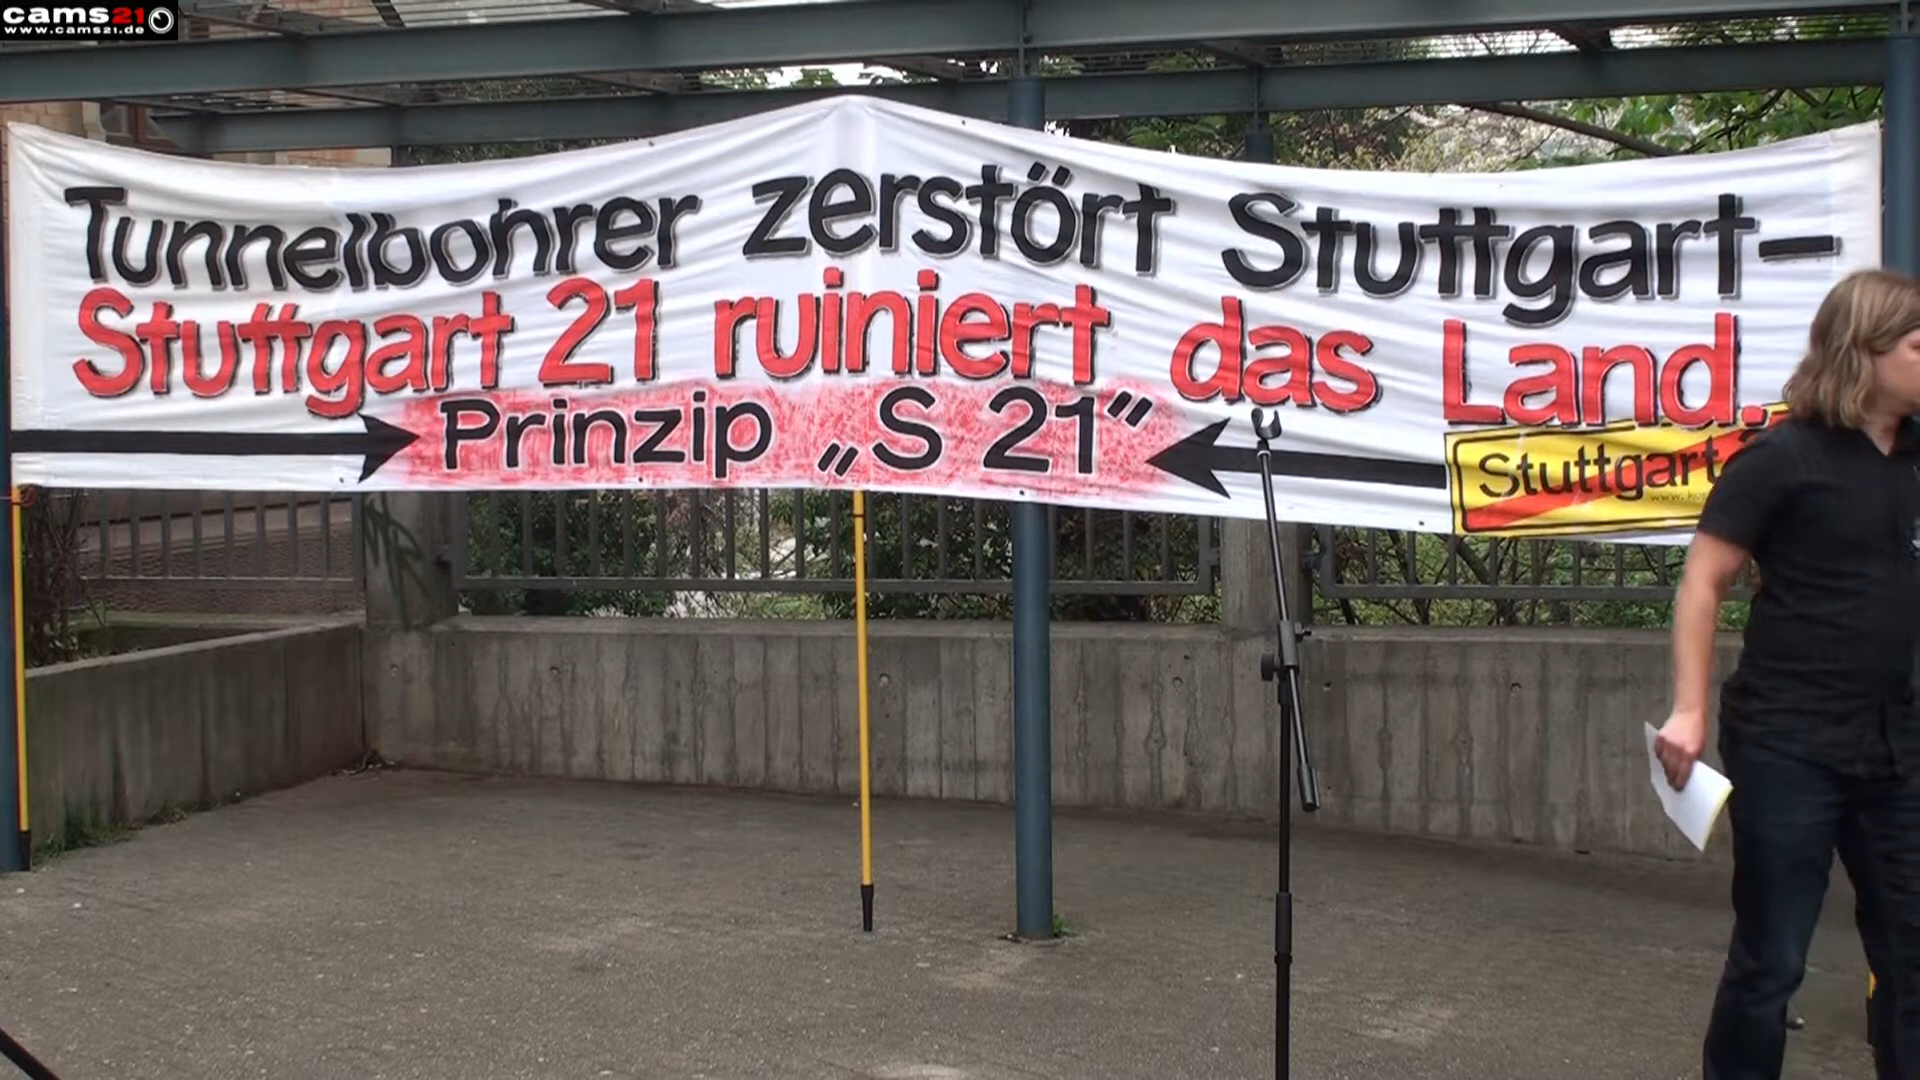 cams21
www.cams21.de
Tunnelbohrer zerstört Stuttgart-
Stuttgart 21 ruiniert das Land.
Prinzip „S 21"
Stuttgart